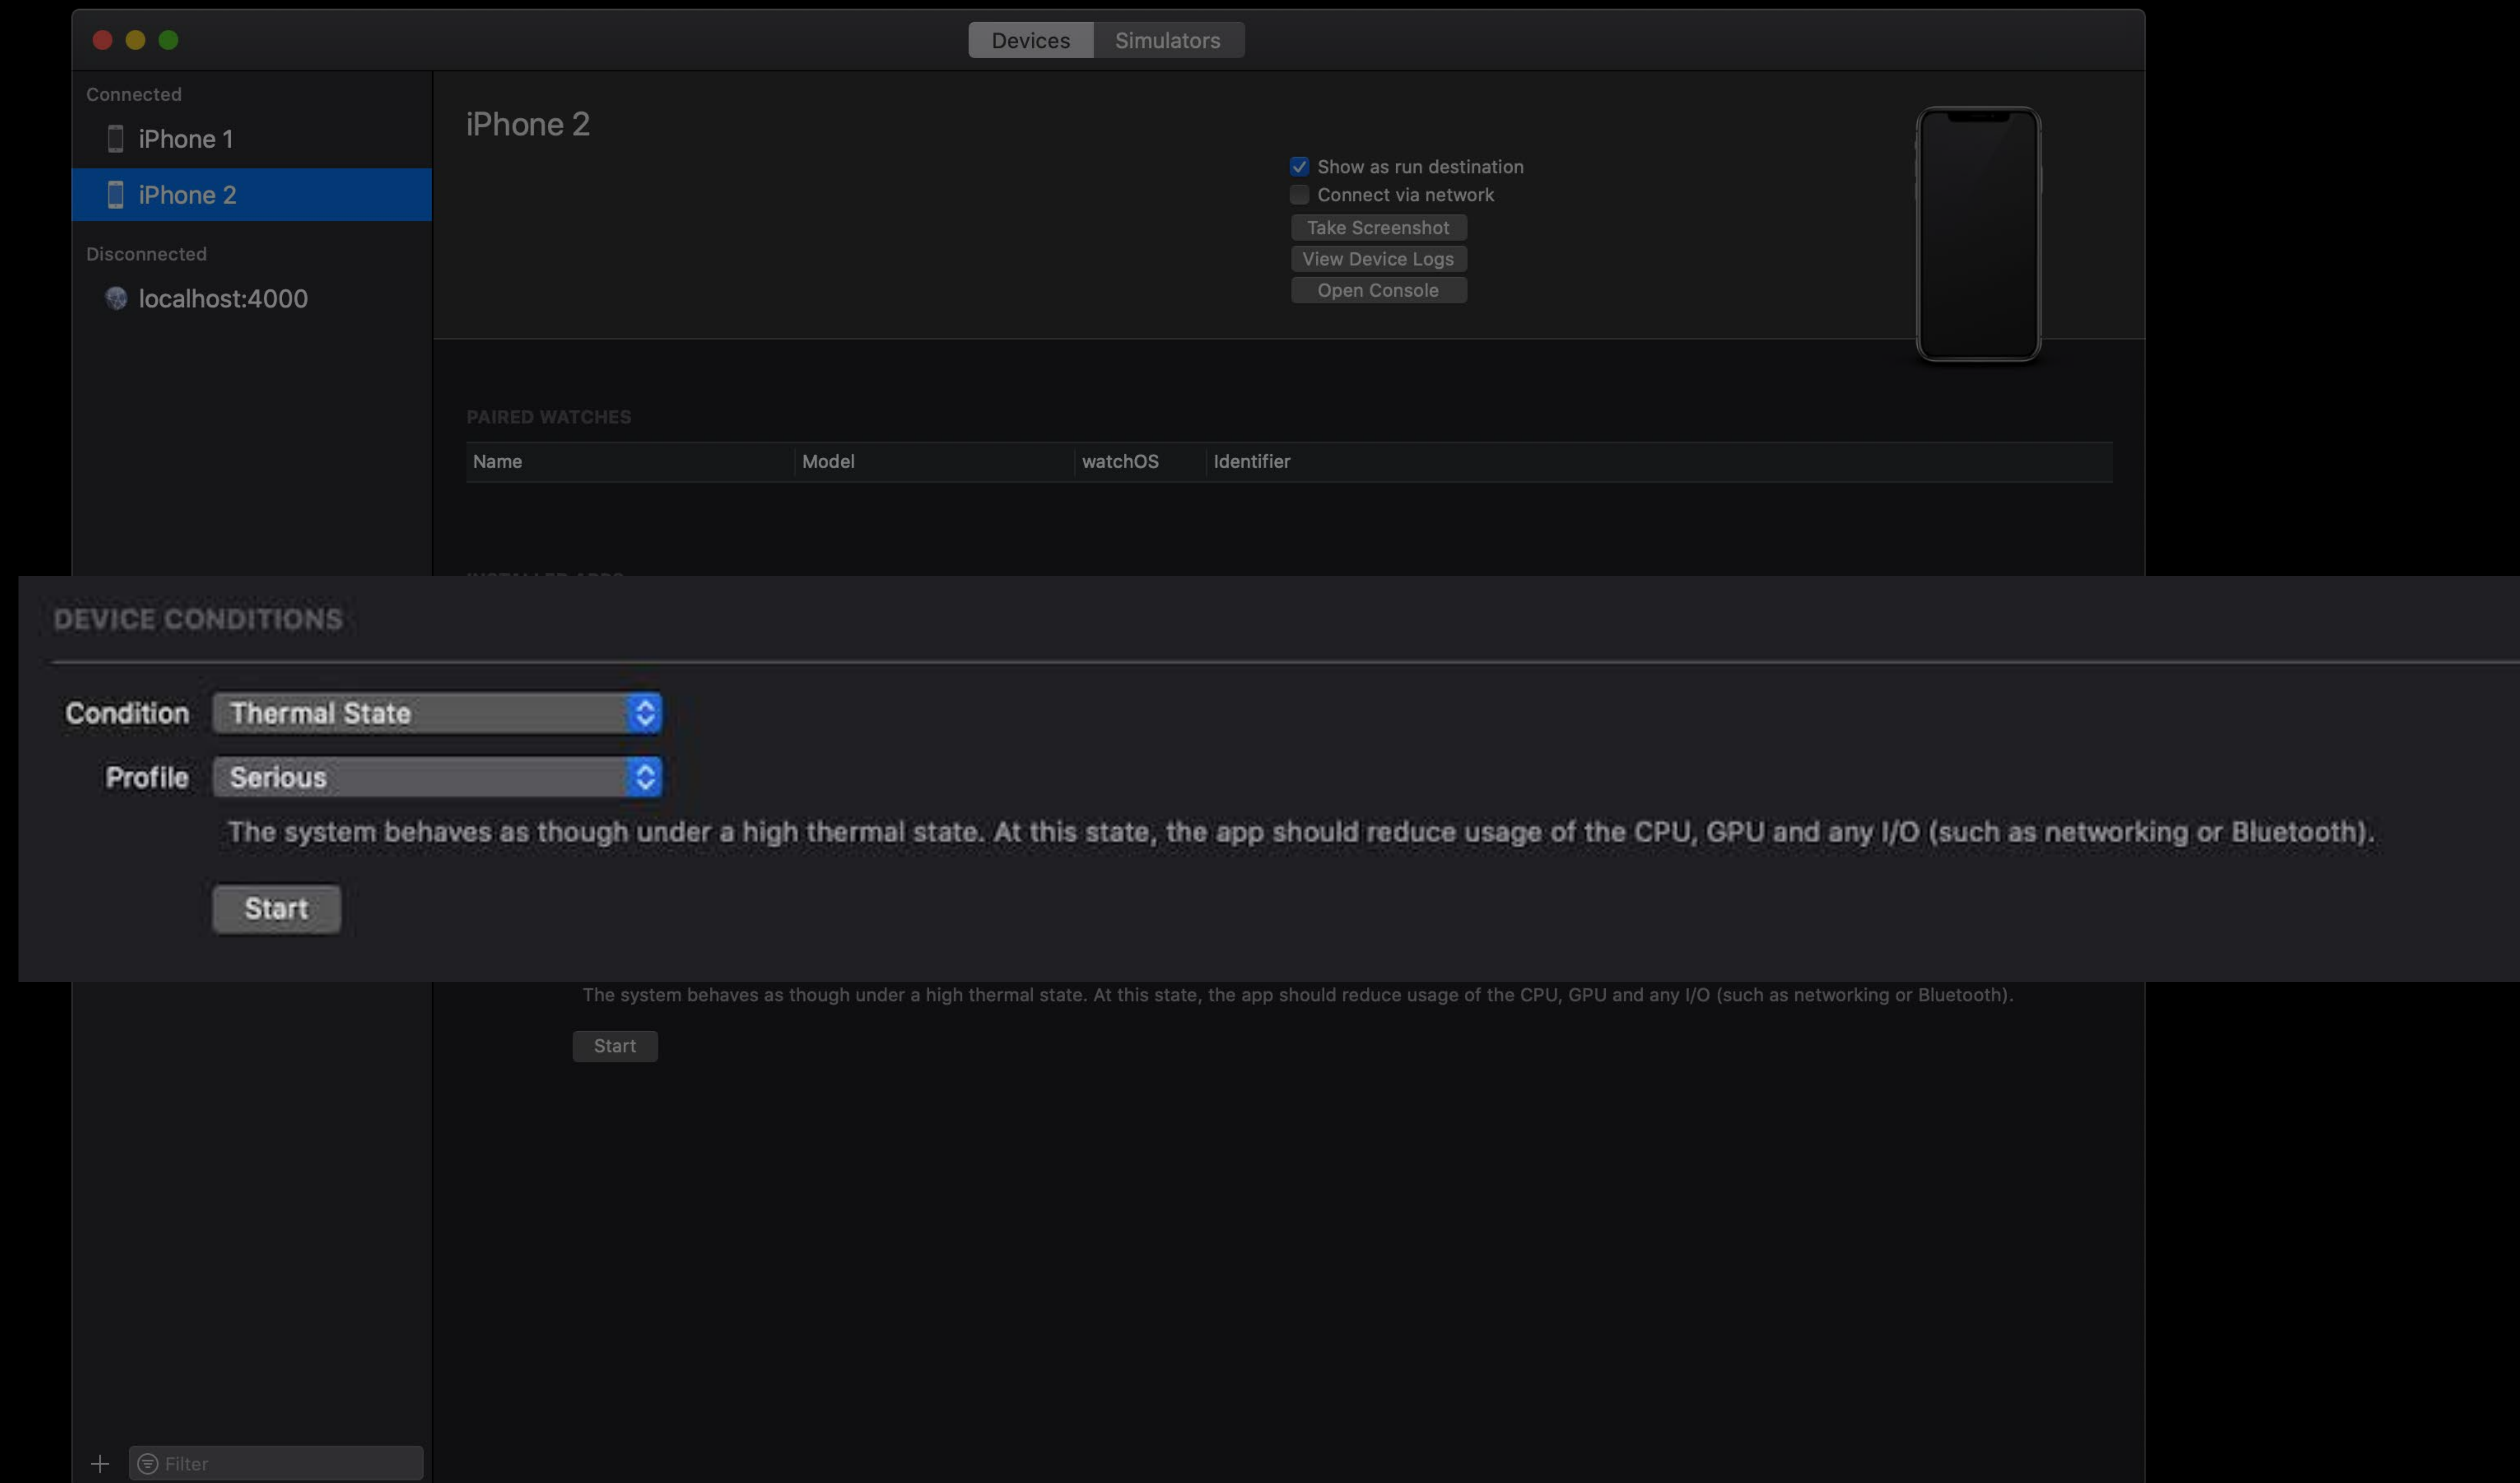 Devices Simulators
Connected
iPhone 1
iPhone 2
Disconnected
localhost:4000
iPhone 2
Show as run destination
Connect via network
Take Screenshot
View Device Logs
Open Console
PAIRED WATCHES
Name Model watchOS Identifier
DEVICE CONDITIONS
Condition Thermal State
Profile Serious
The system behaves as though under a high thermal state. At this state, the app should reduce usage of the CPU, GPU and any I/O (such as networking or Bluetooth).
Start
The system behaves as though under a high thermal state. At this state, the app should reduce usage of the CPU, GPU and any I/O (such as networking or Bluetooth).
Start
Filter